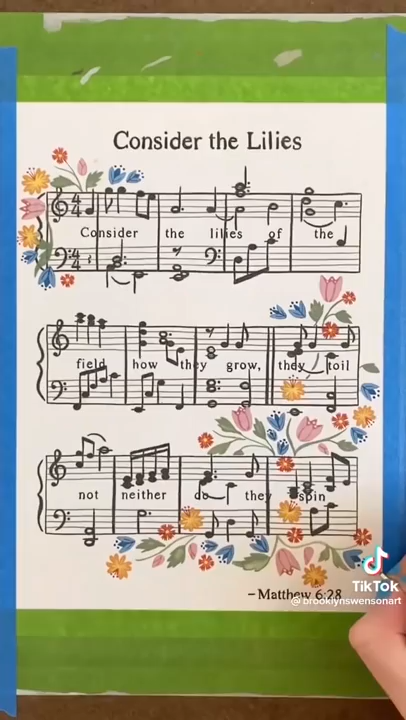 Consider the Lilies
Consider the lilies of the
field how they grow, they toil
not neither do they spin
–Matthew 6:28
TikTok
@brooklynswensonart